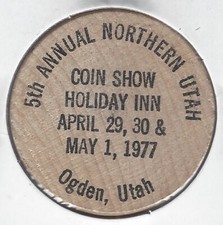 5th ANNUAL NORTHERN UTAH
COIN SHOW
HOLIDAY INN
APRIL 29, 30 &
MAY 1, 1977
Ogden, Utah